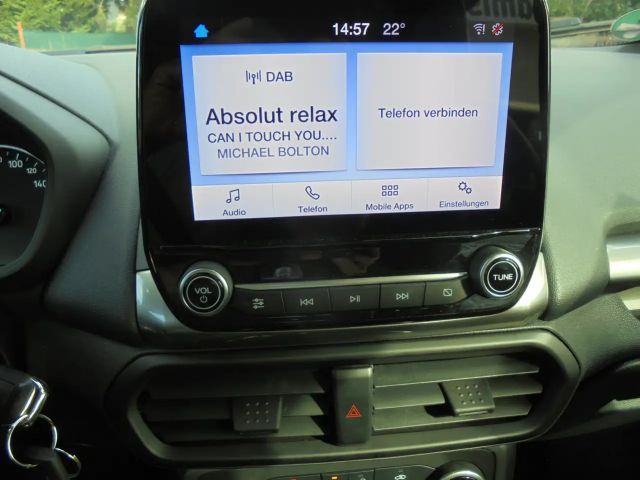 14:57 22°
DAB
Absolut relax
CAN I TOUCH YOU....
MICHAEL BOLTON
Telefon verbinden
Audio
Telefon
Mobile Apps
Einstellungen
VOL
TUNE
100
120
140